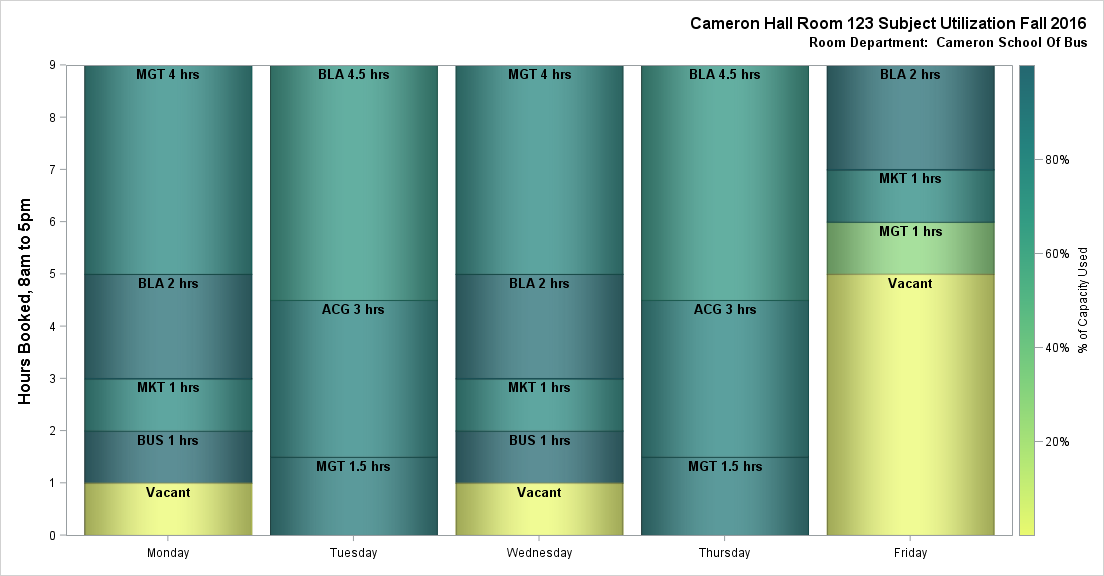 Cameron Hall Room 123 Subject Utilization Fall 2016
Room Department:  Cameron School Of Bus
Hours Booked, 8am to 5pm
9
8
7
6
5
4
3
2
1
0
MGT 4 hrs
BLA 2 hrs
MKT 1 hrs
BUS 1 hrs
Vacant
BLA 4.5 hrs
ACG 3 hrs
MGT 1.5 hrs
MGT 4 hrs
BLA 2 hrs
MKT 1 hrs
BUS 1 hrs
Vacant
BLA 4.5 hrs
ACG 3 hrs
MGT 1.5 hrs
BLA 2 hrs
MKT 1 hrs
MGT 1 hrs
Vacant
Monday
Tuesday
Wednesday
Thursday
Friday
80%
60%
40%
20%
% of Capacity Used